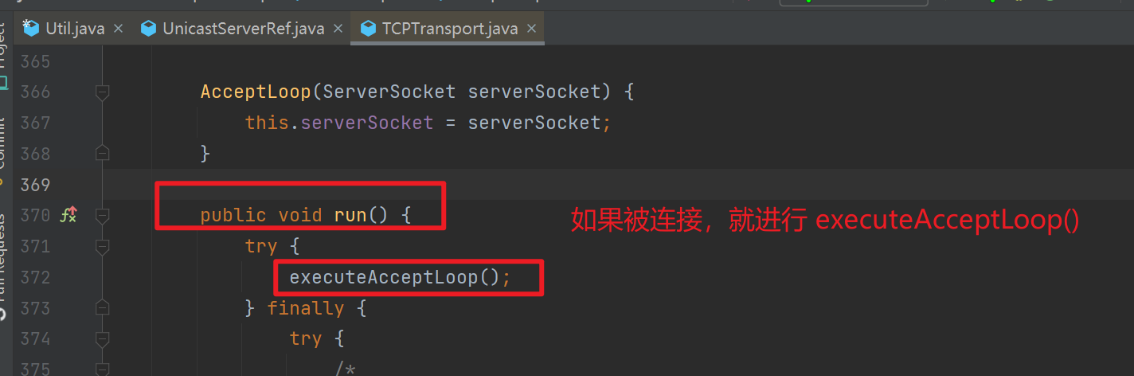 Util.java × UnicastServerRef.java × TCPTransport.java ×
Project
Commit
365
366 AcceptLoop(ServerSocket serverSocket) {
367 this.serverSocket = serverSocket;
368 }
369
370 public void run() {
如果被连接，就进行 executeAcceptLoop()
371 try {
372 executeAcceptLoop();
373 } finally {
374 try {
375 /*
Pull Requests